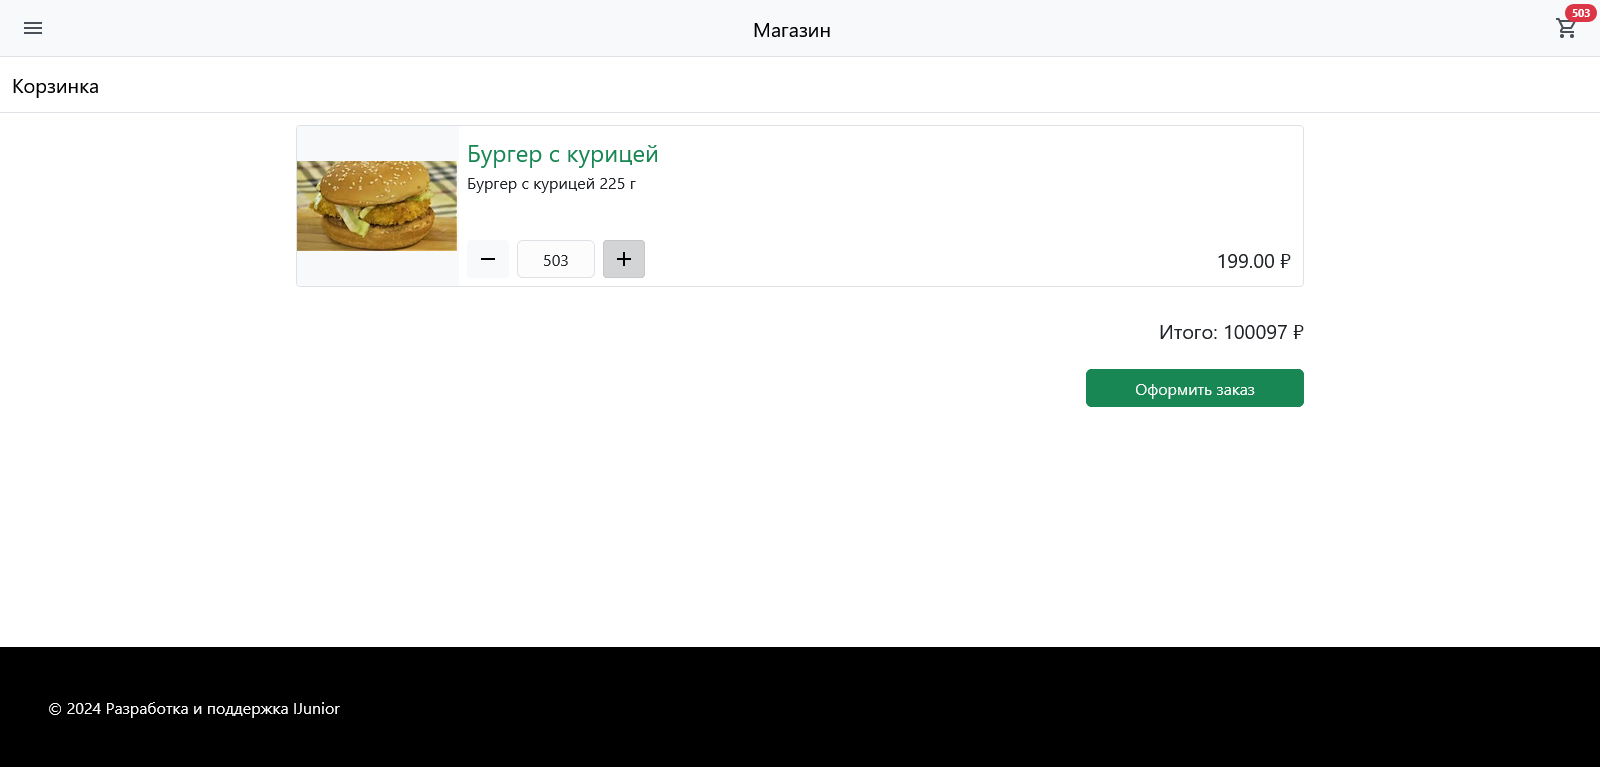 Магазин
503
Корзинка
Бургер с курицей
Бургер с курицей 225 г
503
199.00 ₽
Итого: 100097 ₽
Оформить заказ
© 2024 Разработка и поддержка IJunior